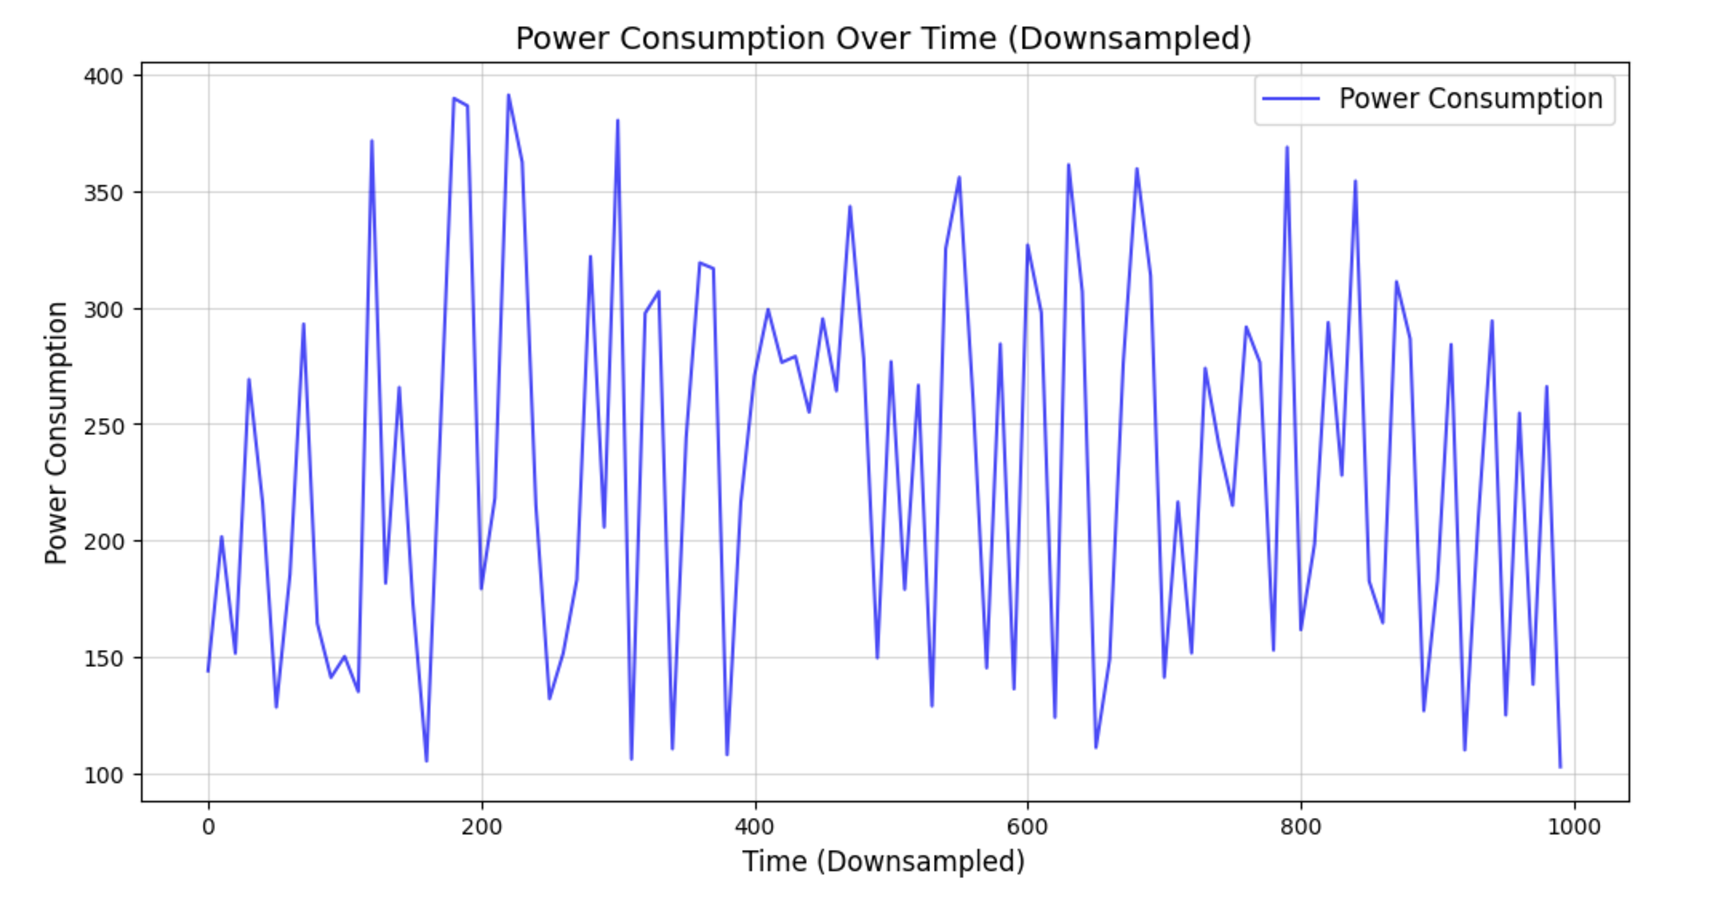 Power Consumption Over Time (Downsampled)
Power Consumption
400
350
300
250
200
150
100
Power Consumption
0 200 400 600 800 1000
Time (Downsampled)